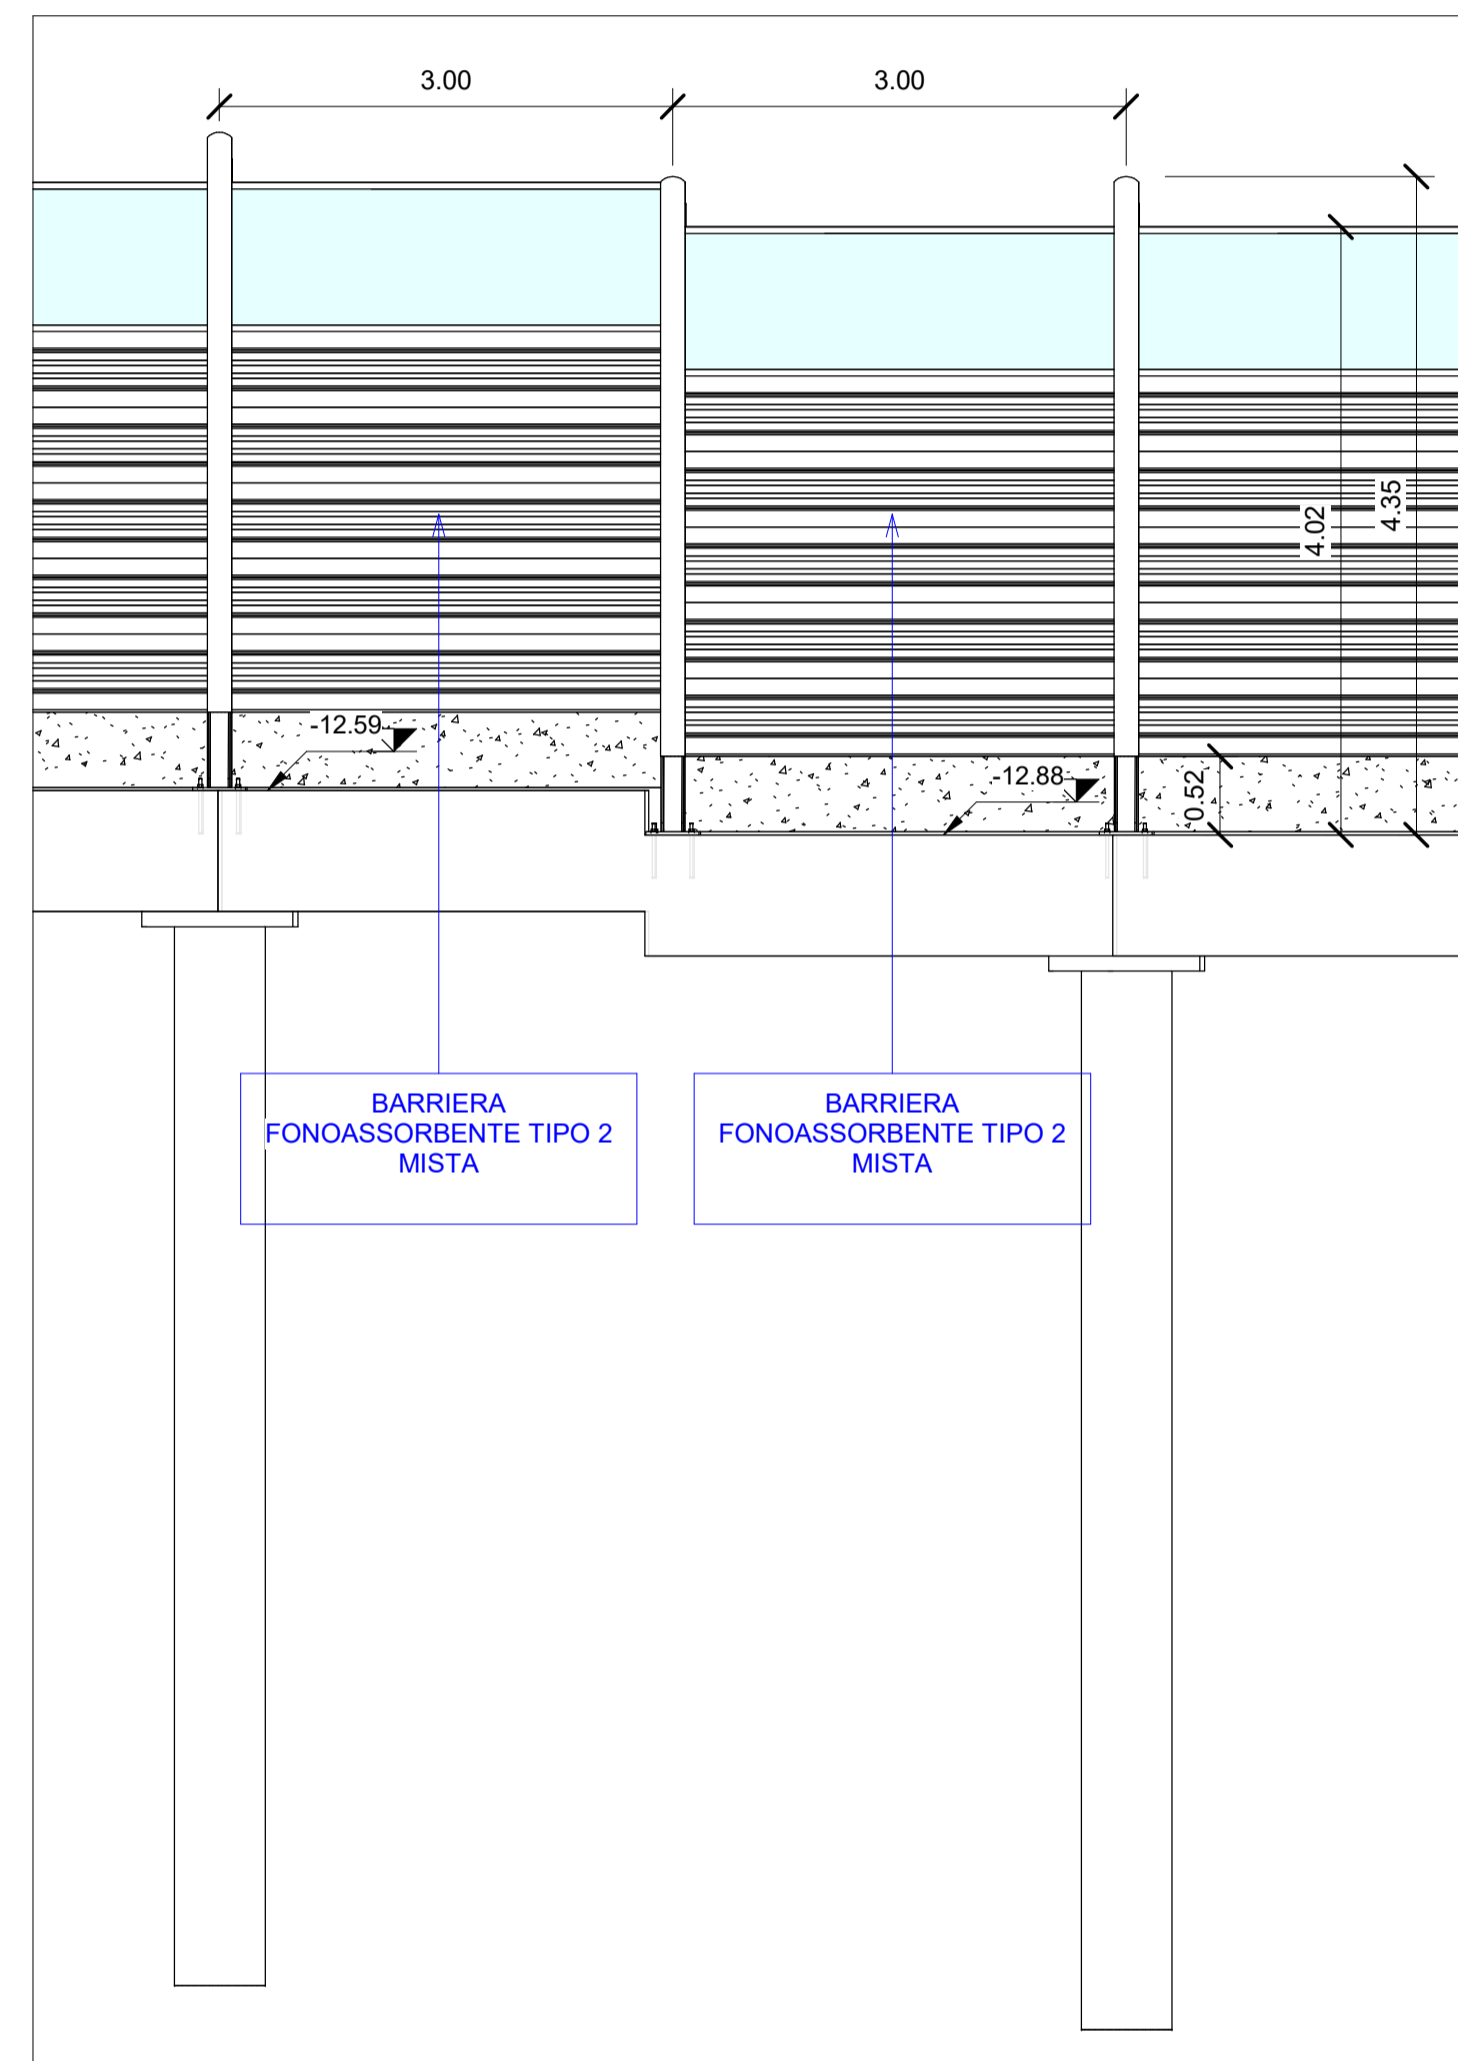 3.00
3.00
4.02
4.35
-12.59
-12.88
0.52
BARRIERA
FONOASSORBENTE TIPO 2
MISTA
BARRIERA
FONOASSORBENTE TIPO 2
MISTA